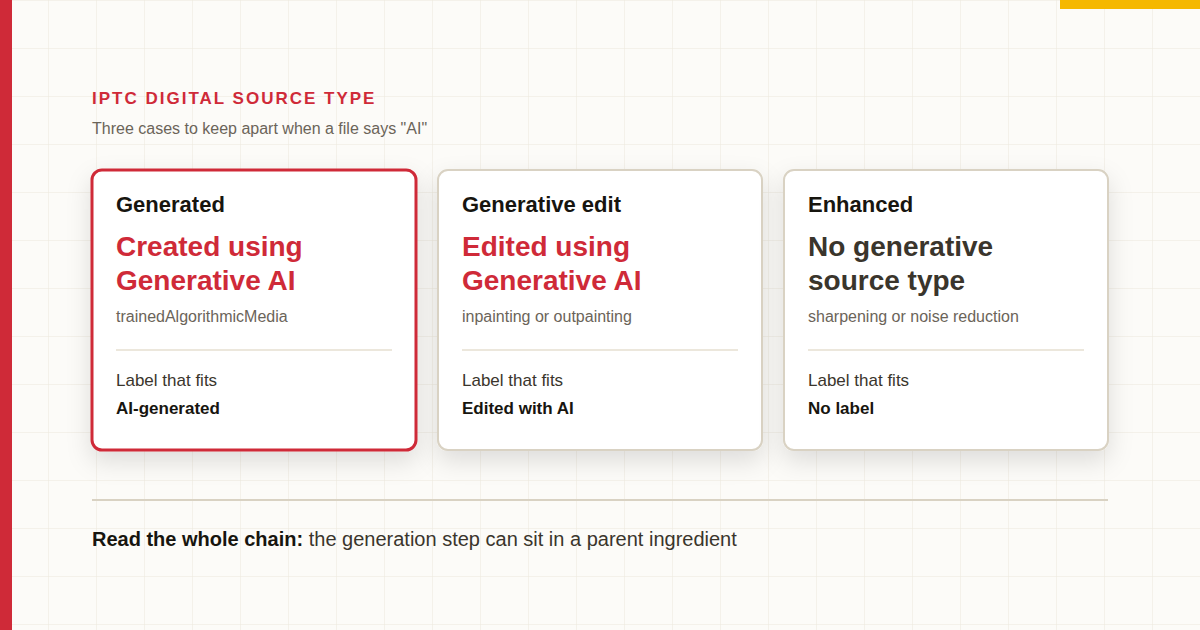 IPTC DIGITAL SOURCE TYPE
Three cases to keep apart when a file says "AI"
Generated
Created using
Generative AI
trainedAlgorithmicMedia
Label that fits
AI-generated
Generative edit
Edited using
Generative AI
inpainting or outpainting
Label that fits
Edited with AI
Enhanced
No generative
source type
sharpening or noise reduction
Label that fits
No label
Read the whole chain: the generation step can sit in a parent ingredient